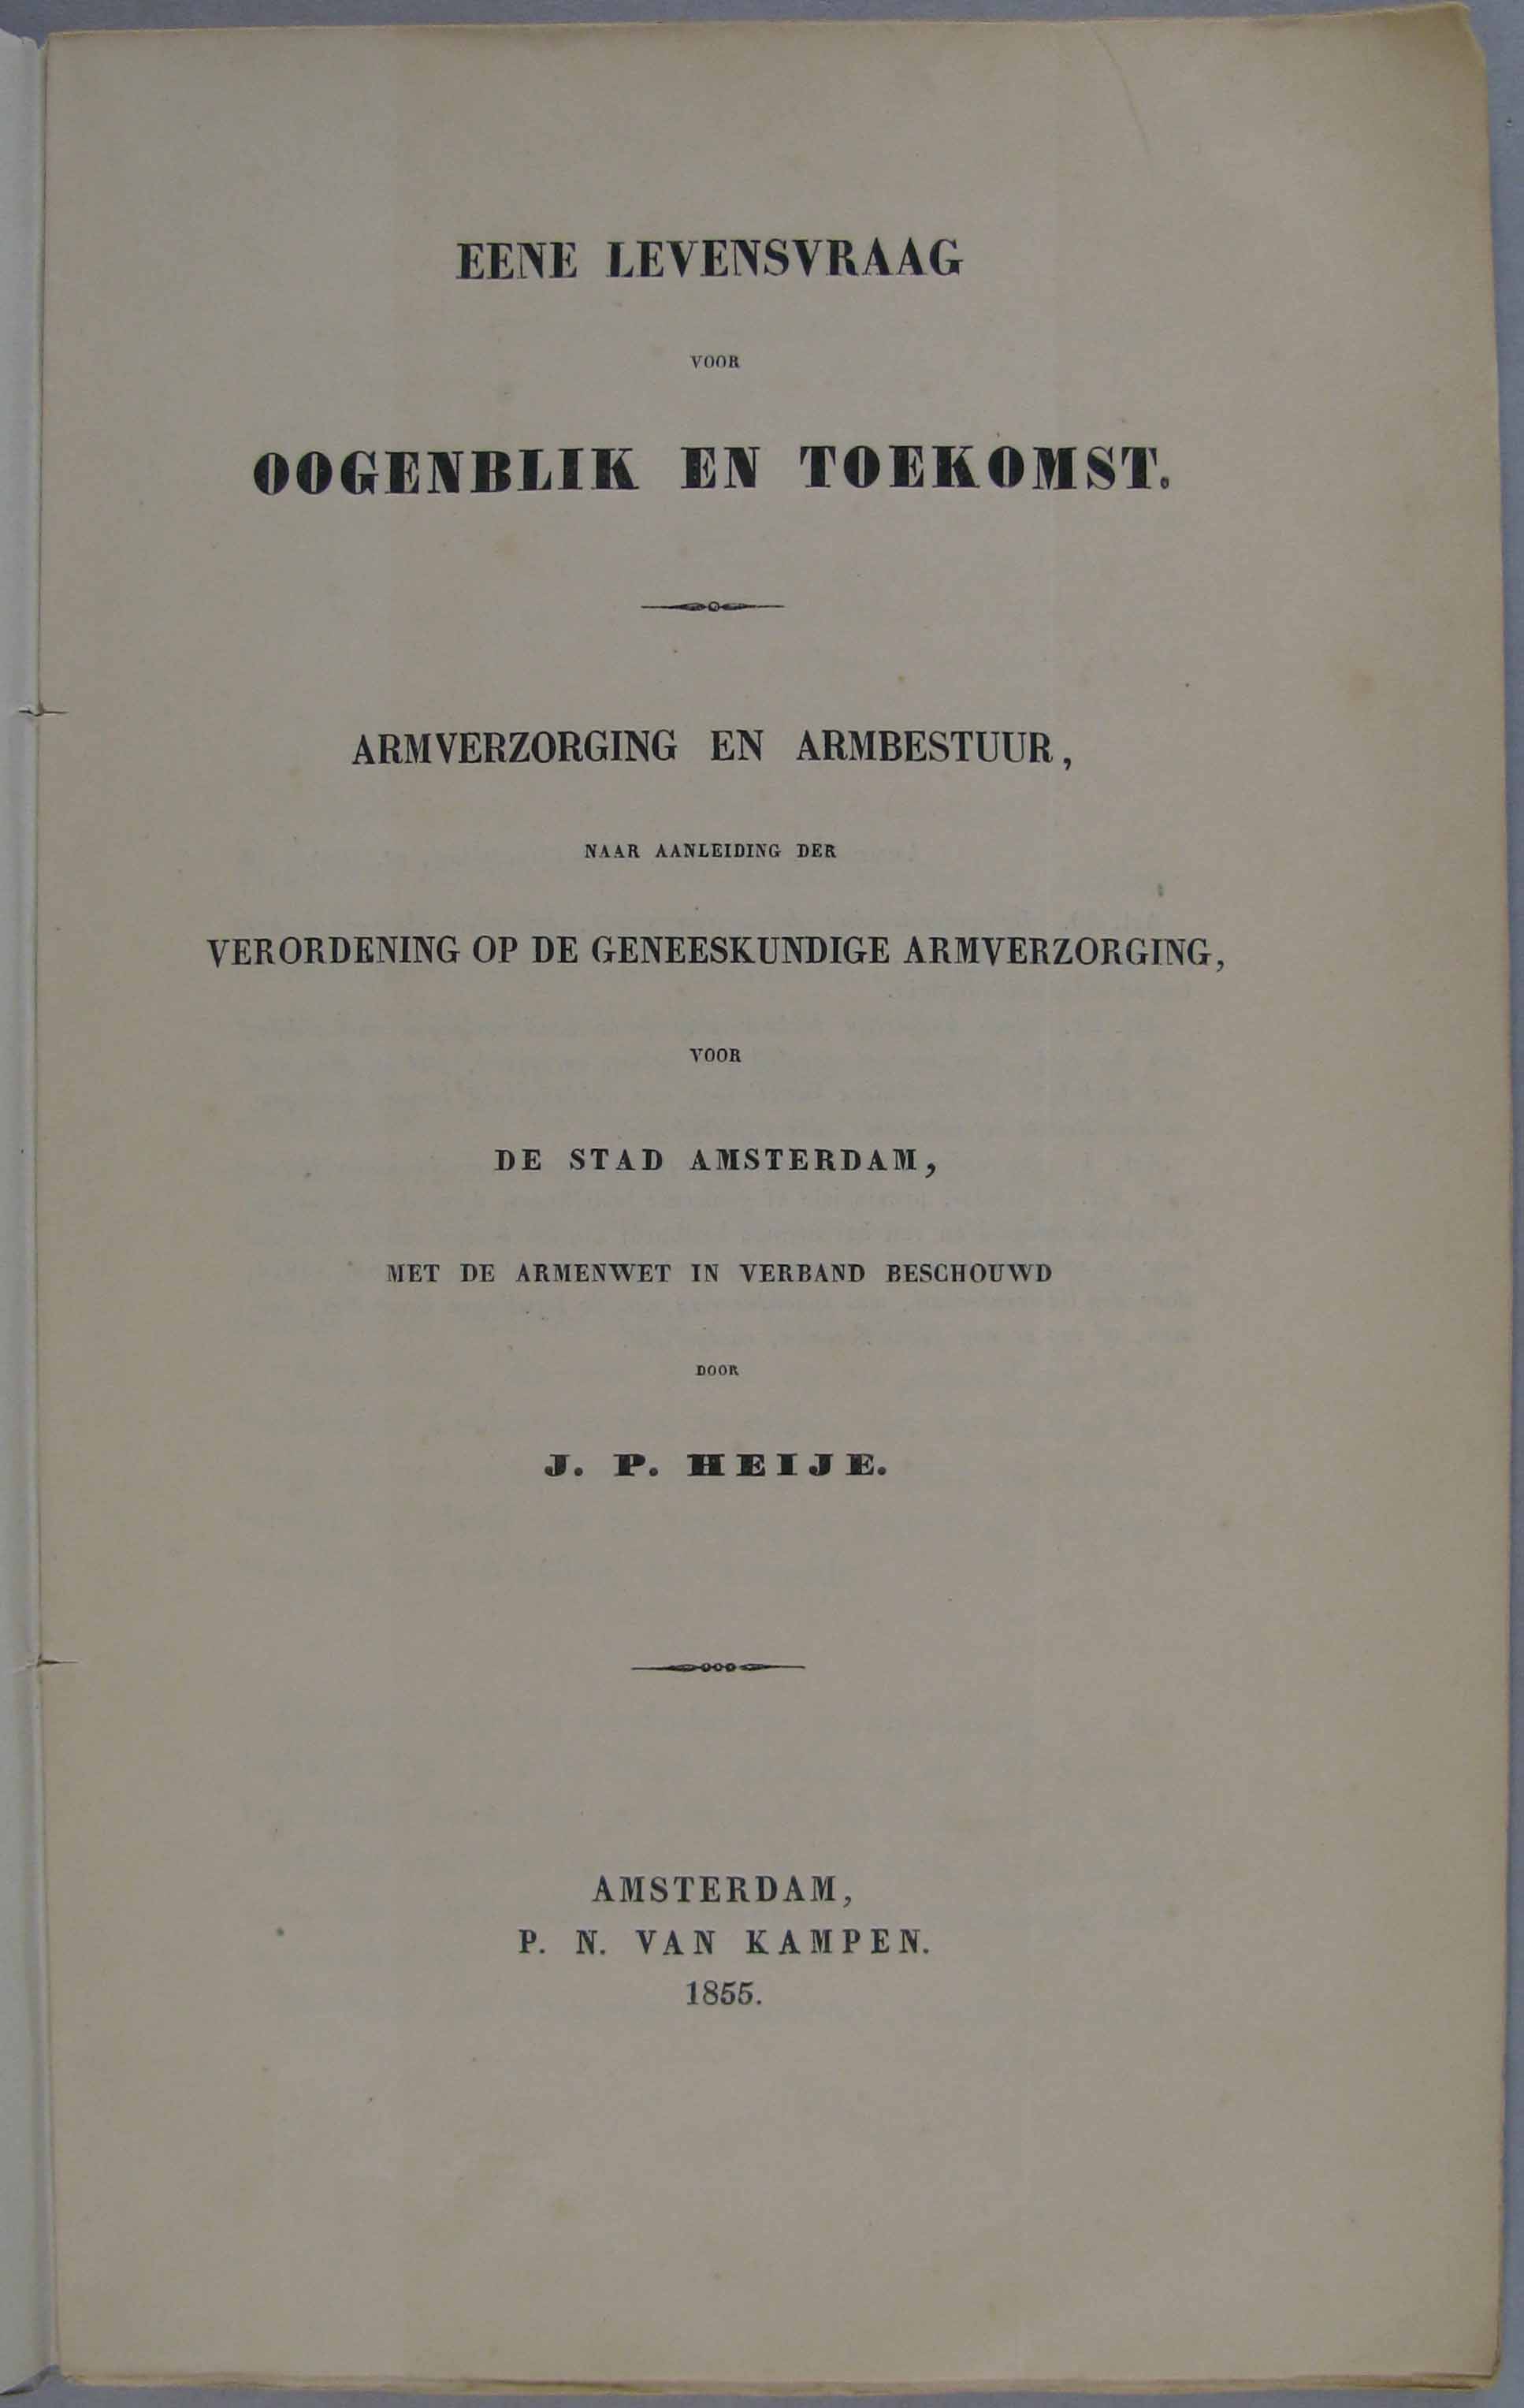 EENE LEVENSVRAAG
VOOR
OOGENBLIK EN TOEKOMST.
ARMVERZORGING EN ARMBESTUUR,
NAAR AANLEIDING DER
VERORDENING OP DE GENEESKUNDIGE ARMVERZORGING,
VOOR
DE STAD AMSTERDAM,
MET DE ARMENWET IN VERBAND BESCHOUWD
DOOR
J. P. HEIJE.
AMSTERDAM,
P. N. VAN KAMPEN.
1855.